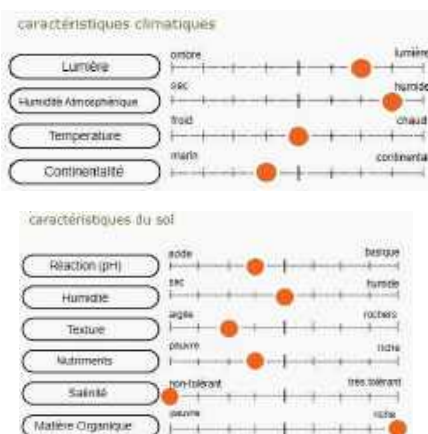 caractéristiques climatiques
ombre lumière
Lumière
sec humide
Humidité Atmosphérique
froid chaud
Temperature
marin continental
Continentalité
caractéristiques du sol
acide basique
Réaction (pH)
sec humide
Humidité
argile rochers
Texture
pauvre riche
Nutriments
non-tolérant très tolérant
Salinité
pauvre riche
Matière Organique